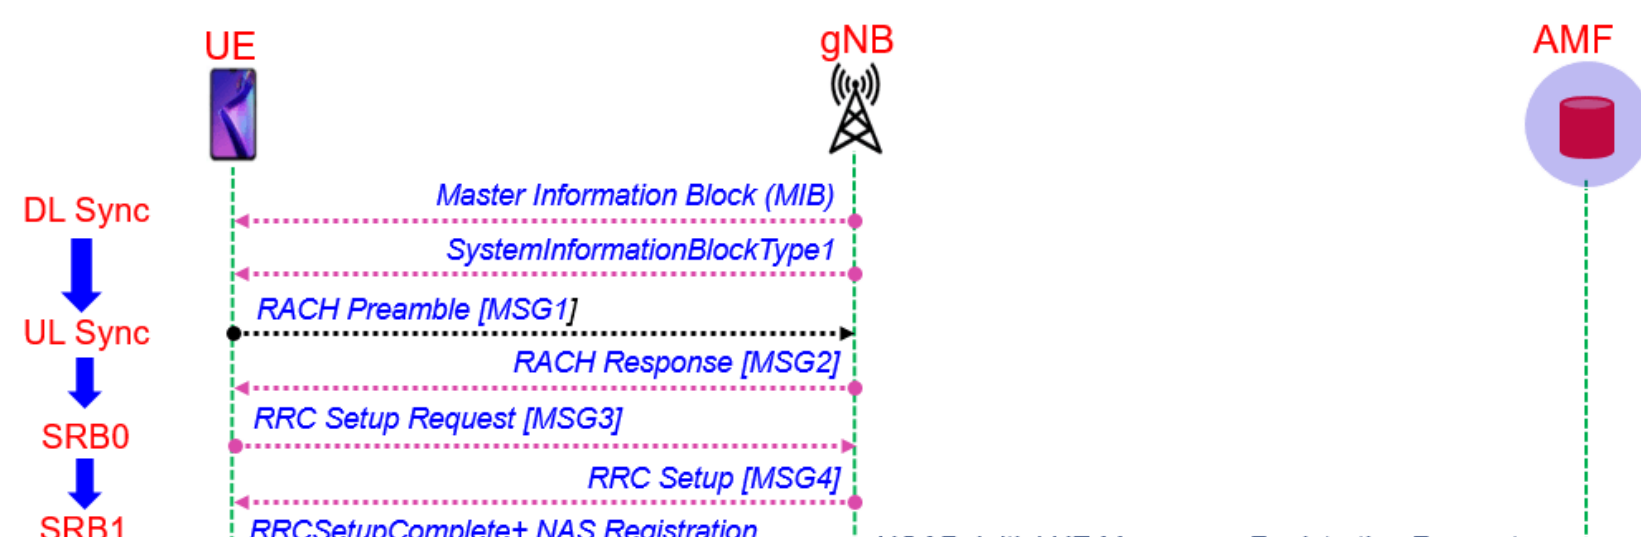 UE
gNB
AMF
DL Sync
Master Information Block (MIB)
SystemInformationBlockType1
RACH Preamble [MSG1]
UL Sync
RACH Response [MSG2]
RRC Setup Request [MSG3]
SRB0
RRC Setup [MSG4]
SRB1
RRCSetupComplete+ NAS Registration